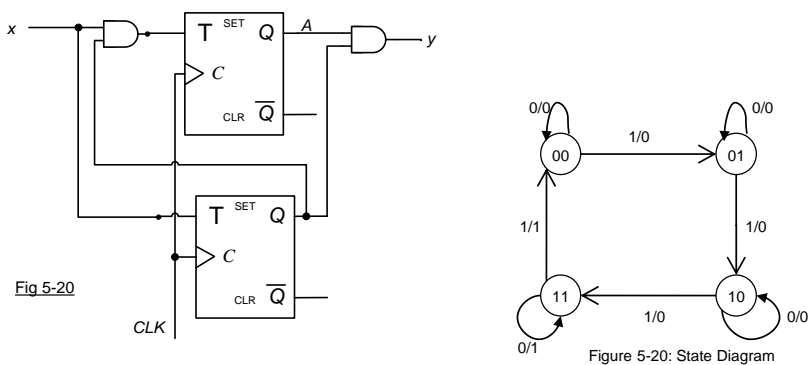 x
T SET Q A
y
C
CLR Q
T SET Q
C
CLR Q
Fig 5-20
CLK
0/0
0/0
00
1/0
01
1/1
1/0
11
1/0
10
0/1
0/0
Figure 5-20: State Diagram